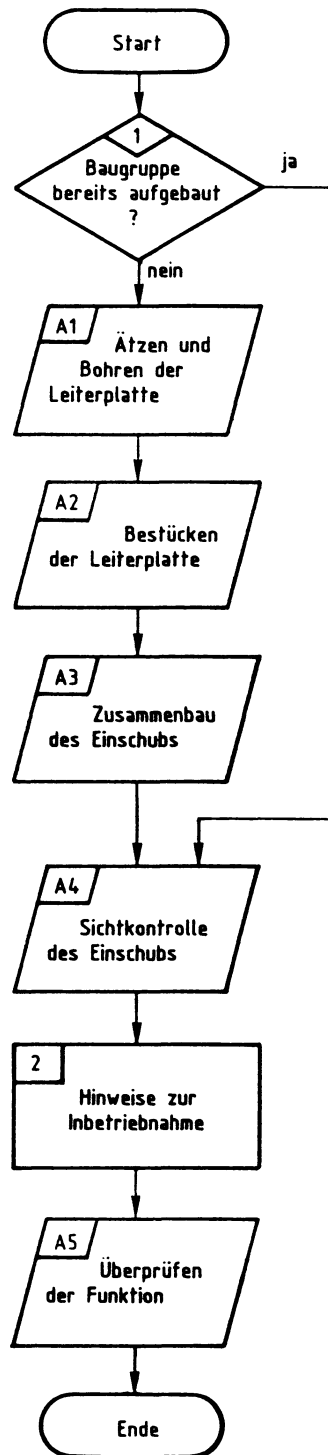 Start
1
Baugruppe
bereits aufgebaut
?
ja
nein
A1
Ätzen und
Bohren der
Leiterplatte
A2
Bestücken
der Leiterplatte
A3
Zusammenbau
des Einschubs
A4
Sichtkontrolle
des Einschubs
2
Hinweise zur
Inbetriebnahme
A5
Überprüfen
der Funktion
Ende